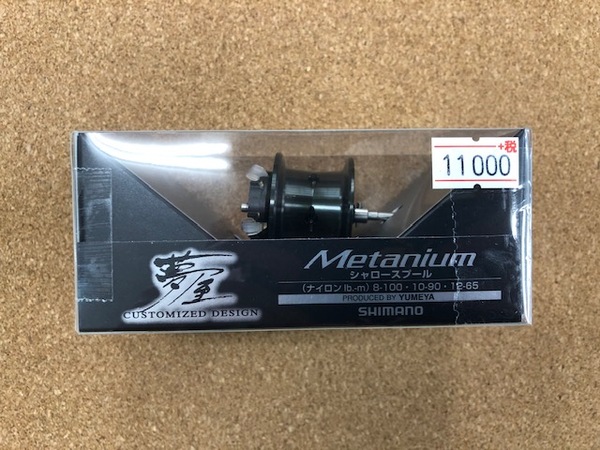 +税
11000
夢屋
CUSTOMIZED DESIGN
Metanium
シャロースプール
(ナイロン lb.-m) 8-100・10-90・12-65
PRODUCED BY YUMEYA
SHIMANO